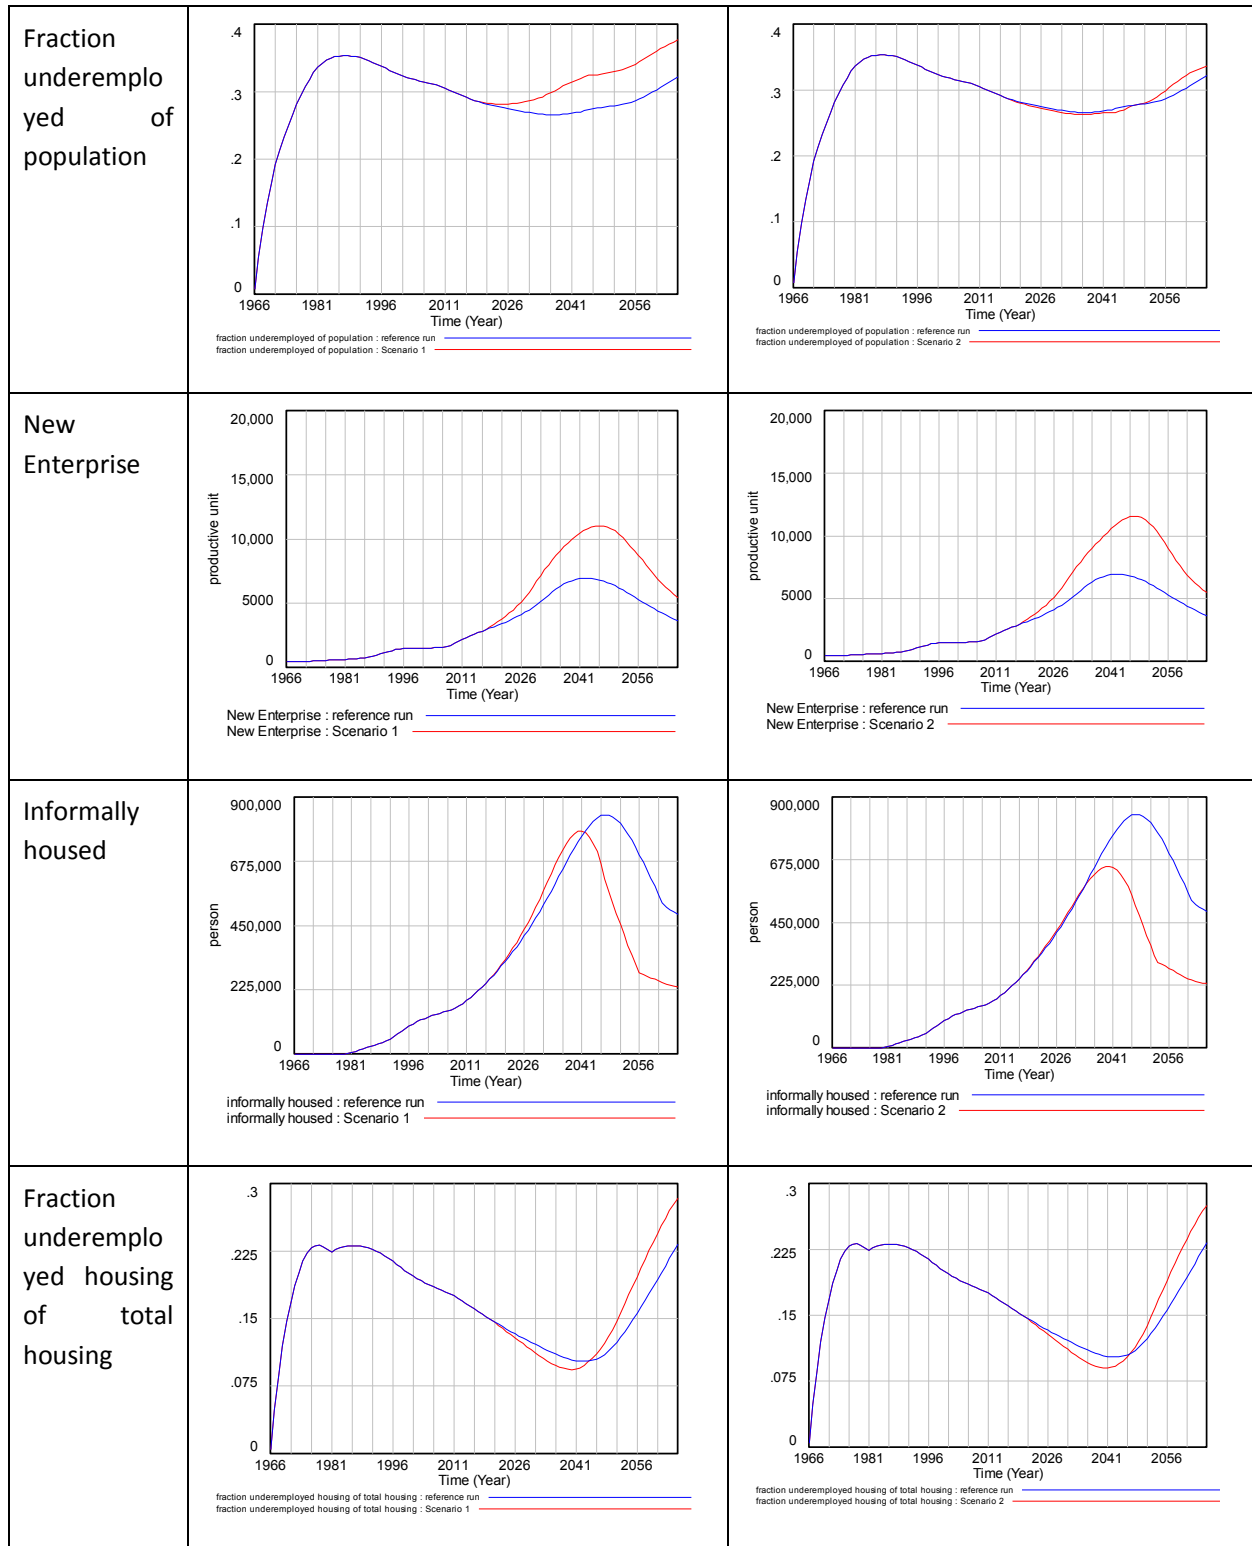 Fraction
underemplo
yed of
population
.4
.3
.2
.1
0
1966 1981 1996 2011 2026 2041 2056
Time (Year)
fraction underemployed of population : reference run
fraction underemployed of population : Scenario 1
.4
.3
.2
.1
0
1966 1981 1996 2011 2026 2041 2056
Time (Year)
fraction underemployed of population : reference run
fraction underemployed of population : Scenario 2
New
Enterprise
productive unit
20,000
15,000
10,000
5000
0
1966 1981 1996 2011 2026 2041 2056
Time (Year)
New Enterprise : reference run
New Enterprise : Scenario 1
productive unit
20,000
15,000
10,000
5000
0
1966 1981 1996 2011 2026 2041 2056
Time (Year)
New Enterprise : reference run
New Enterprise : Scenario 2
Informally
housed
person
900,000
675,000
450,000
225,000
0
1966 1981 1996 2011 2026 2041 2056
Time (Year)
informally housed : reference run
informally housed : Scenario 1
person
900,000
675,000
450,000
225,000
0
1966 1981 1996 2011 2026 2041 2056
Time (Year)
informally housed : reference run
informally housed : Scenario 2
Fraction
underemplo
yed housing
of total
housing
.3
.225
.15
.075
0
1966 1981 1996 2011 2026 2041 2056
Time (Year)
fraction underemployed housing of total housing : reference run
fraction underemployed housing of total housing : Scenario 1
.3
.225
.15
.075
0
1966 1981 1996 2011 2026 2041 2056
Time (Year)
fraction underemployed housing of total housing : reference run
fraction underemployed housing of total housing : Scenario 2